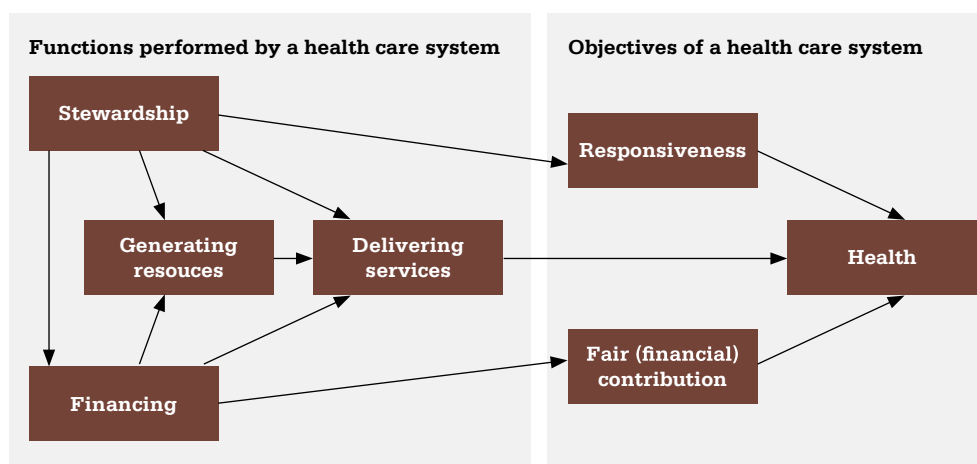 Functions performed by a health care system
Objectives of a health care system
Stewardship
Responsiveness
Generating
resouces
Delivering
services
Health
Fair (financial)
contribution
Financing